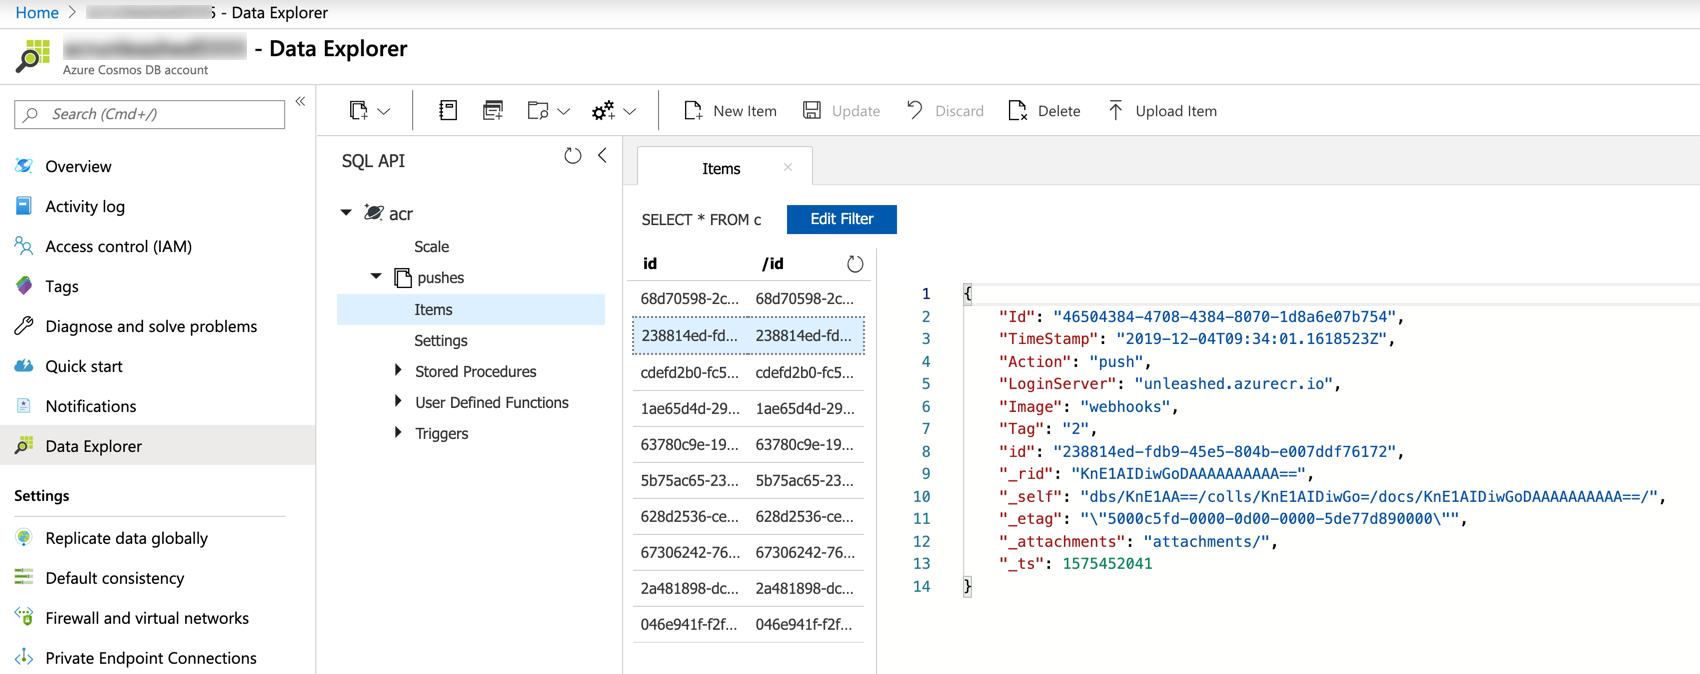 Home > 5 - Data Explorer
- Data Explorer
Azure Cosmos DB account
Search (Cmd+/)
«
Overview
Activity log
Access control (IAM)
Tags
Diagnose and solve problems
Quick start
Notifications
Data Explorer
Settings
Replicate data globally
Default consistency
Firewall and virtual networks
Private Endpoint Connections
New Item
Update
Discard
Delete
Upload Item
SQL API
acr
Scale
pushes
Items
Settings
Stored Procedures
User Defined Functions
Triggers
Items
SELECT * FROM c
Edit Filter
id /id
68d70598-2c... 68d70598-2c...
238814ed-fd... 238814ed-fd...
cdefd2b0-fc5... cdefd2b0-fc5...
1ae65d4d-29... 1ae65d4d-29...
63780c9e-19... 63780c9e-19...
5b75ac65-23... 5b75ac65-23...
628d2536-ce... 628d2536-ce...
67306242-76... 67306242-76...
2a481898-dc... 2a481898-dc...
046e941f-f2f... 046e941f-f2f...
1 {
2 "Id": "46504384-4708-4384-8070-1d8a6e07b754",
3 "TimeStamp": "2019-12-04T09:34:01.1618523Z",
4 "Action": "push",
5 "LoginServer": "unleashed.azurecr.io",
6 "Image": "webhooks",
7 "Tag": "2",
8 "id": "238814ed-fdb9-45e5-804b-e007ddf76172",
9 "_rid": "KnE1AIDiwGoDAAAAAAAAAA==",
10 "_self": "dbs/KnE1AA==/colls/KnE1AIDiwGo=/docs/KnE1AIDiwGoDAAAAAAAAAA==/",
11 "_etag": "\"5000c5fd-0000-0d00-0000-5de77d890000\"",
12 "_attachments": "attachments/",
13 "_ts": 1575452041
14 }